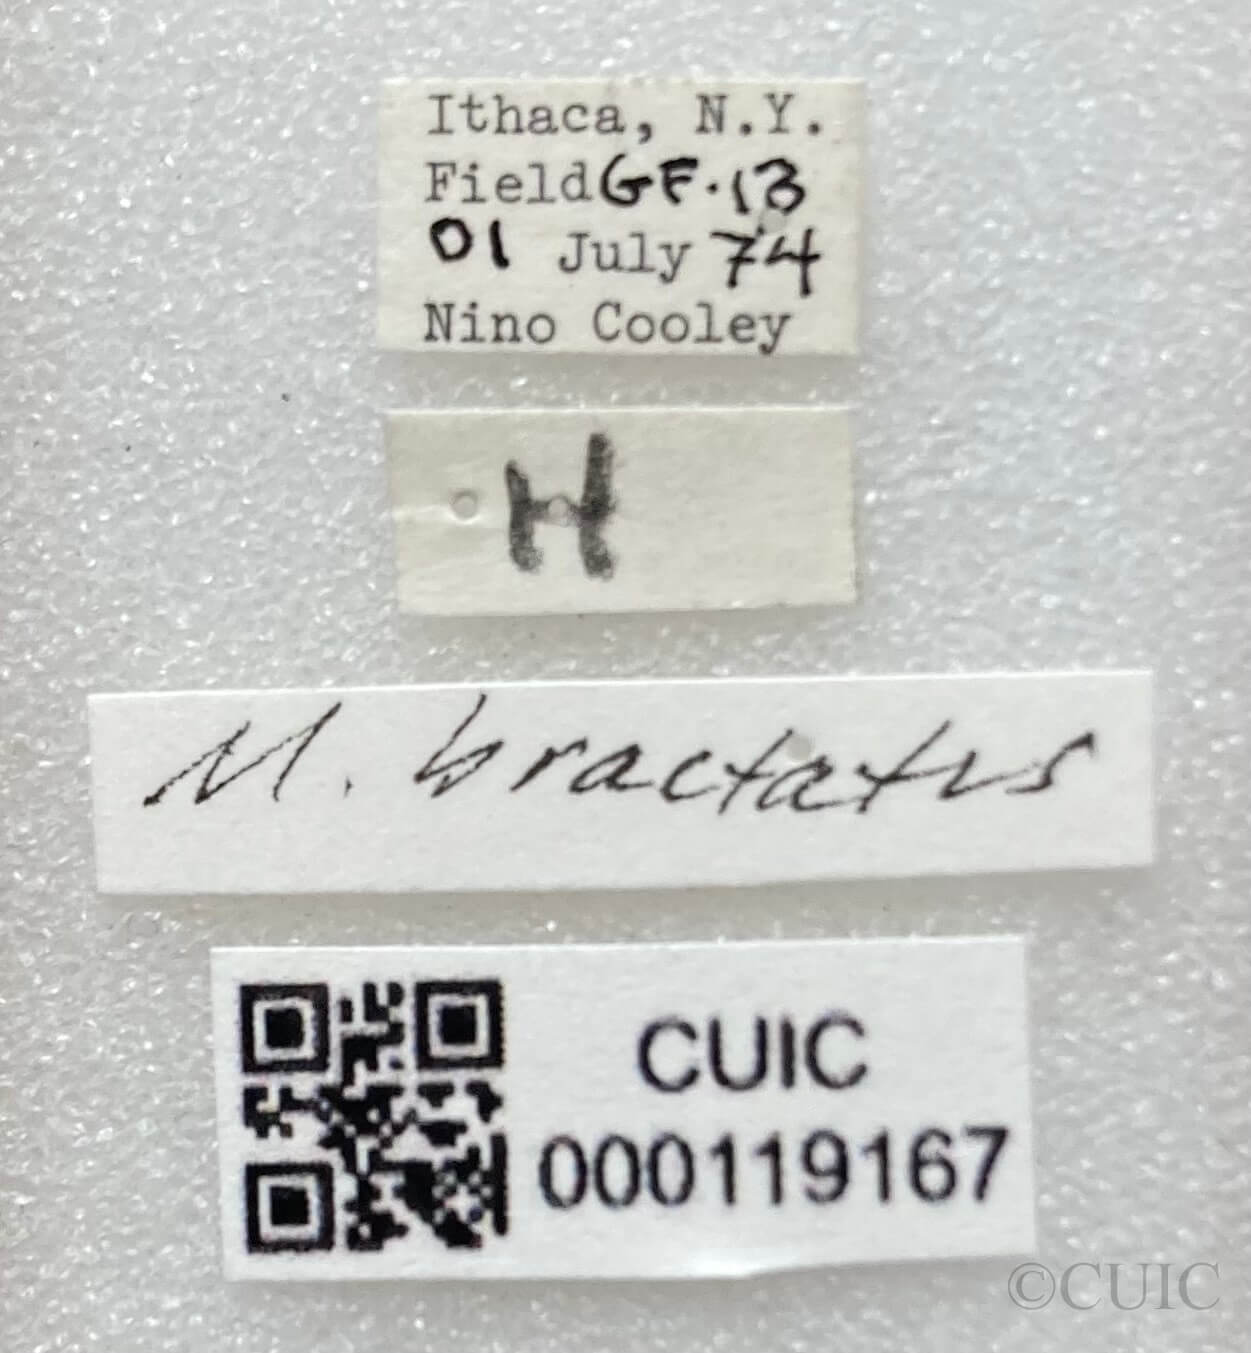 Ithaca, N.Y.
Field GF.13
01 July 74
Nino Cooley
H
M. bractatus
CUIC
000119167
©CUIC